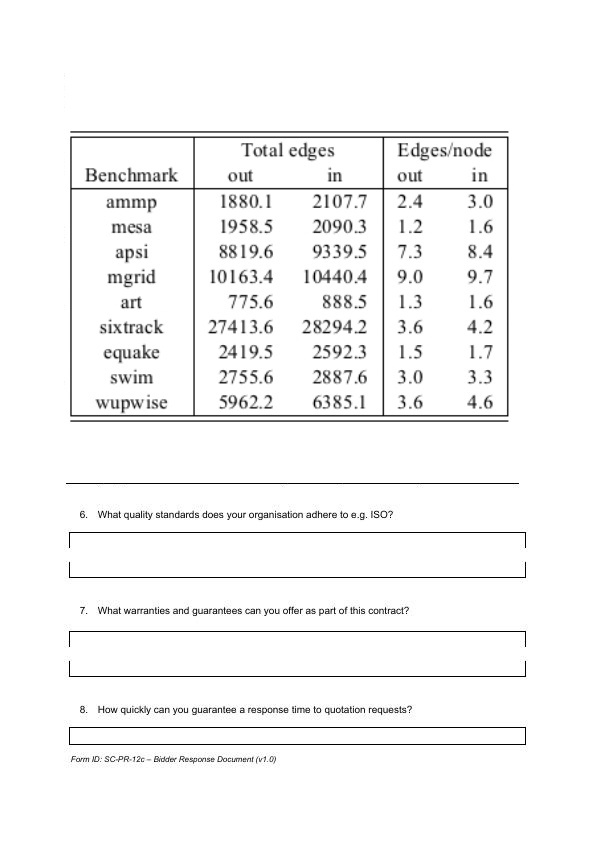 Total edges Edges/node
Benchmark out in out in
ammp 1880.1 2107.7 2.4 3.0
mesa 1958.5 2090.3 1.2 1.6
apsi 8819.6 9339.5 7.3 8.4
mgrid 10163.4 10440.4 9.0 9.7
art 775.6 888.5 1.3 1.6
sixtrack 27413.6 28294.2 3.6 4.2
equake 2419.5 2592.3 1.5 1.7
swim 2755.6 2887.6 3.0 3.3
wupwise 5962.2 6385.1 3.6 4.6
6. What quality standards does your organisation adhere to e.g. ISO?
7. What warranties and guarantees can you offer as part of this contract?
8. How quickly can you guarantee a response time to quotation requests?
Form ID: SC-PR-12c – Bidder Response Document (v1.0)